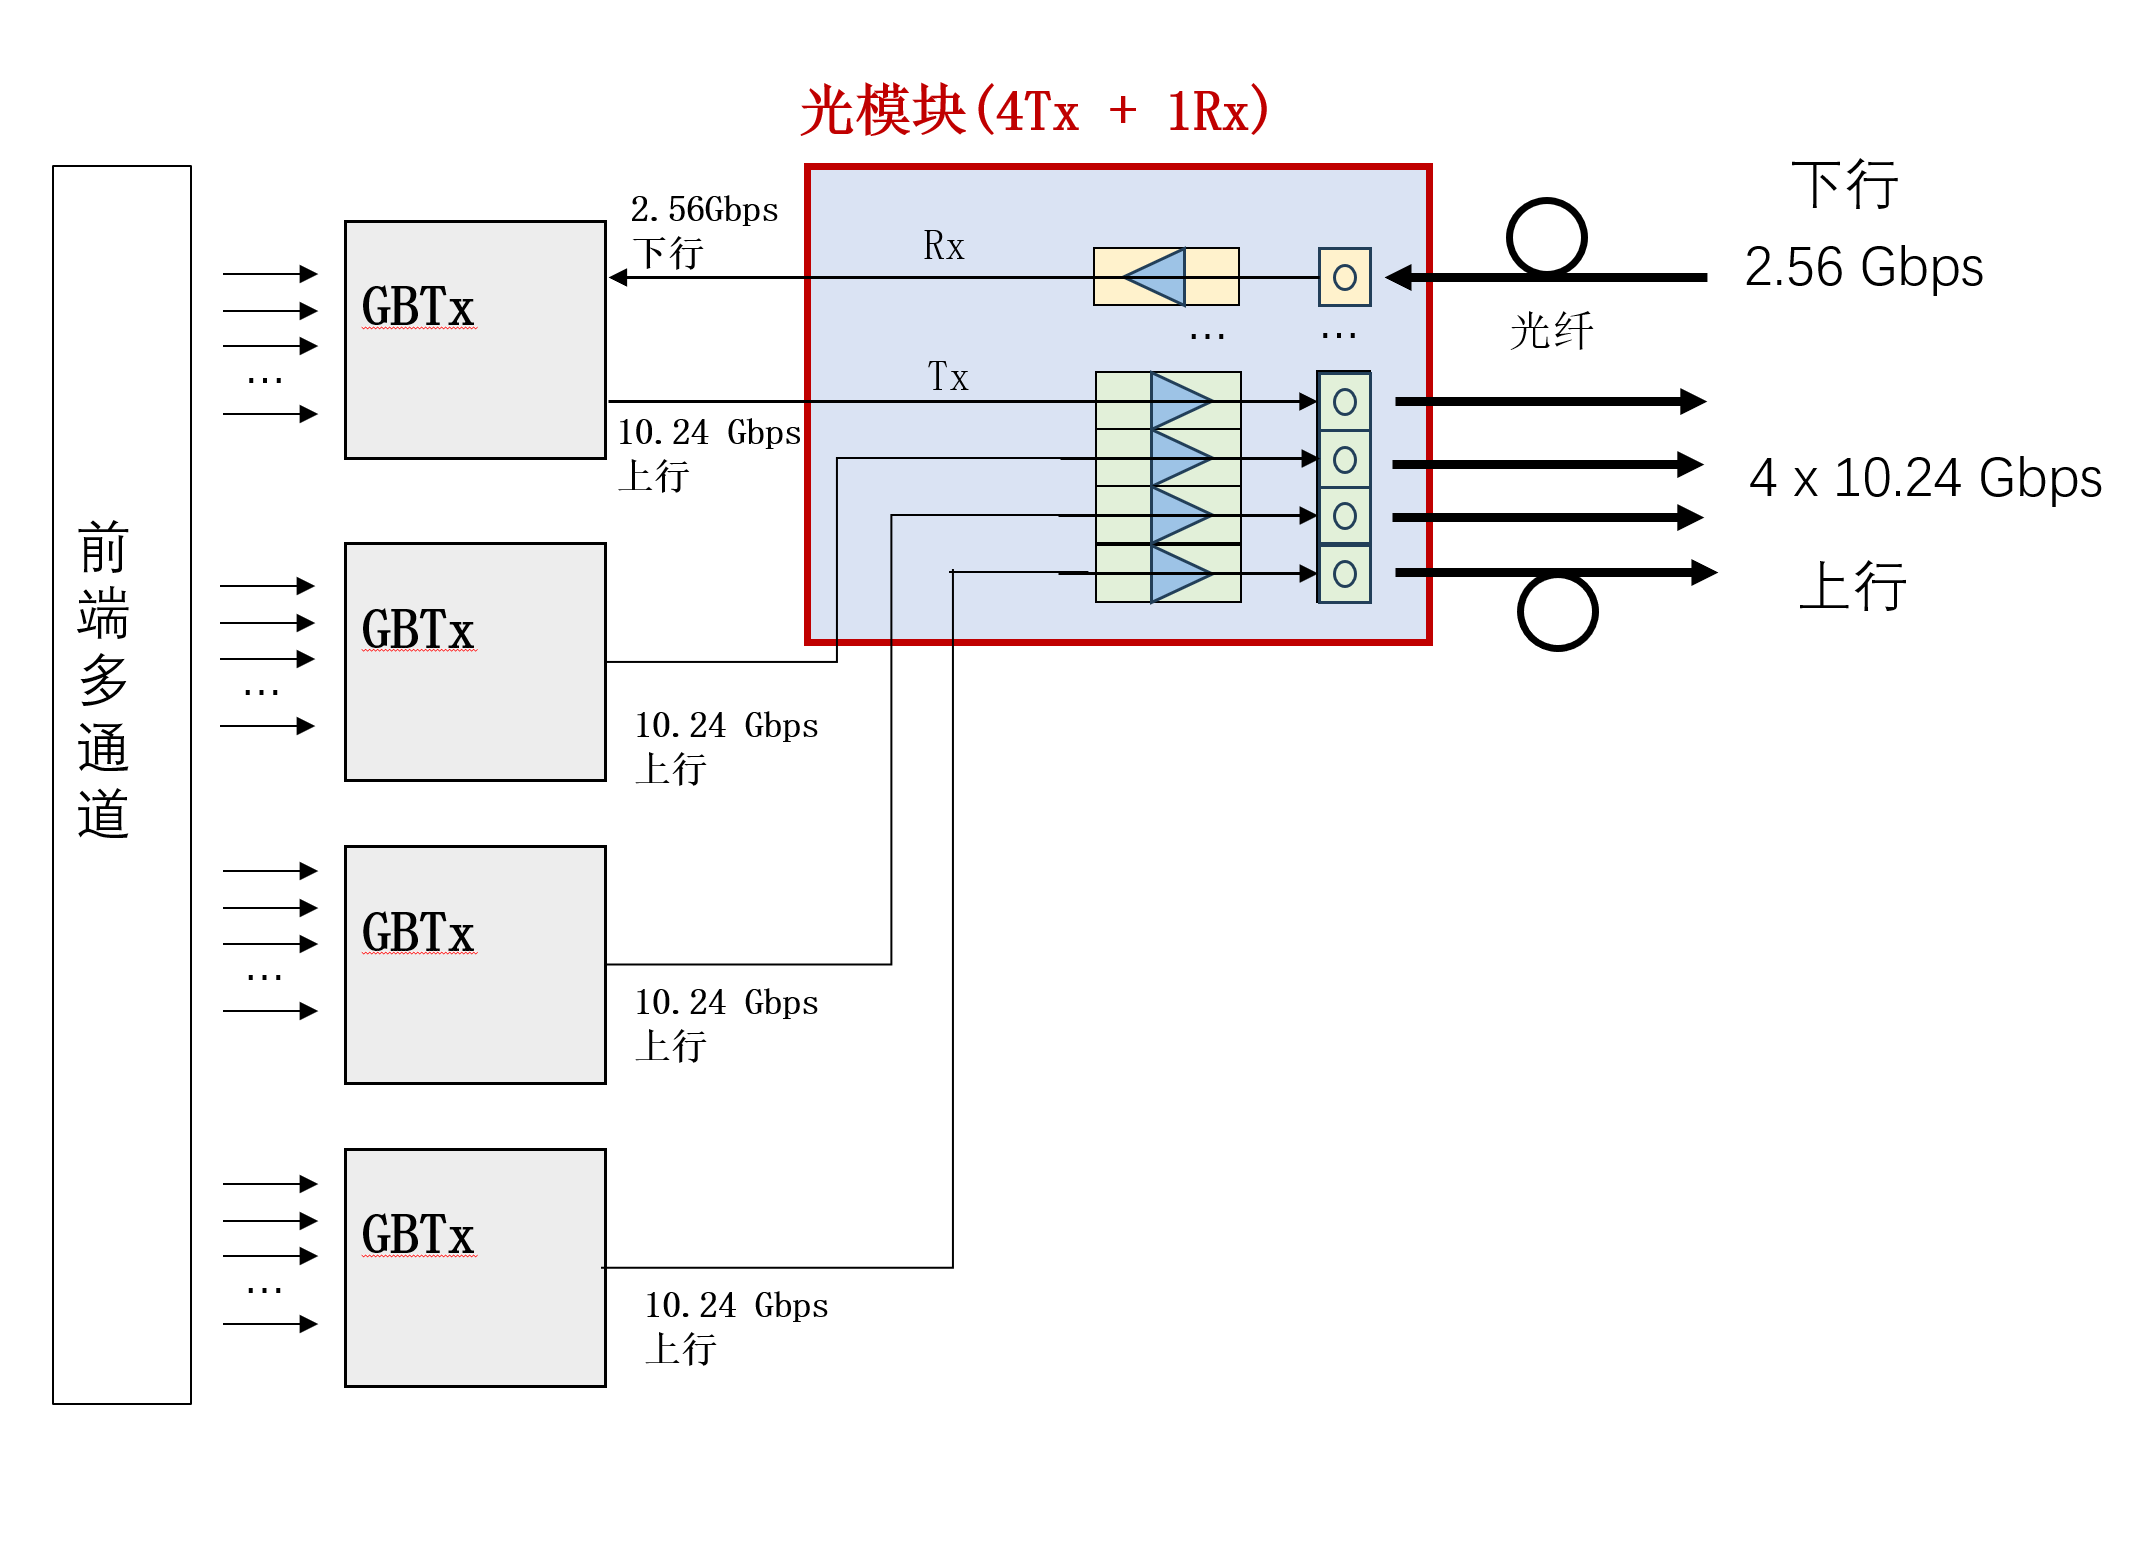 光模块(4Tx + 1Rx)
前端多通道
GBTx
2.56Gbps
下行
Rx
…
…
Tx
10.24 Gbps
上行
光纤
下行
2.56 Gbps
4 x 10.24 Gbps
上行
…
GBTx
…
10.24 Gbps
上行
GBTx
…
10.24 Gbps
上行
GBTx
…
10.24 Gbps
上行